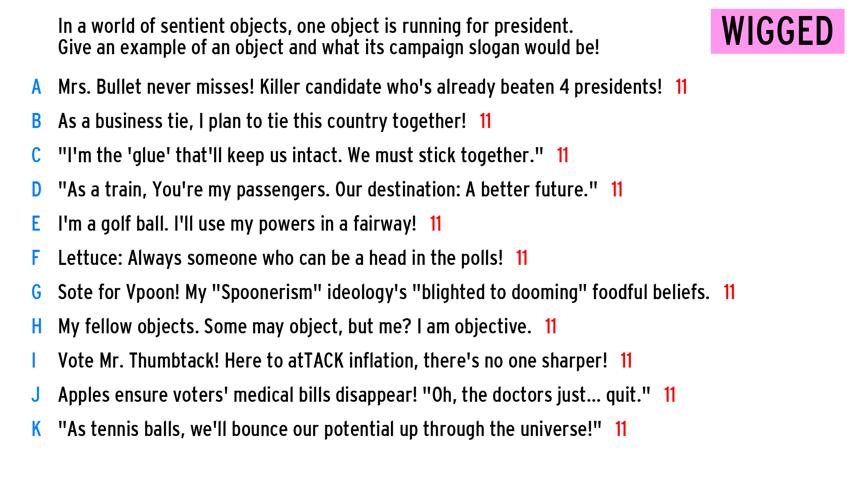 In a world of sentient objects, one object is running for president.
Give an example of an object and what its campaign slogan would be!
WIGGED
A Mrs. Bullet never misses! Killer candidate who's already beaten 4 presidents! 11
B As a business tie, I plan to tie this country together! 11
C "I'm the 'glue' that'll keep us intact. We must stick together." 11
D "As a train, You're my passengers. Our destination: A better future." 11
E I'm a golf ball. I'll use my powers in a fairway! 11
F Lettuce: Always someone who can be a head in the polls! 11
G Sote for Vpoon! My "Spoonerism" ideology's "blighted to dooming" foodful beliefs. 11
H My fellow objects. Some may object, but me? I am objective. 11
I Vote Mr. Thumbtack! Here to atTACK inflation, there's no one sharper! 11
J Apples ensure voters' medical bills disappear! "Oh, the doctors just... quit." 11
K "As tennis balls, we'll bounce our potential up through the universe!" 11